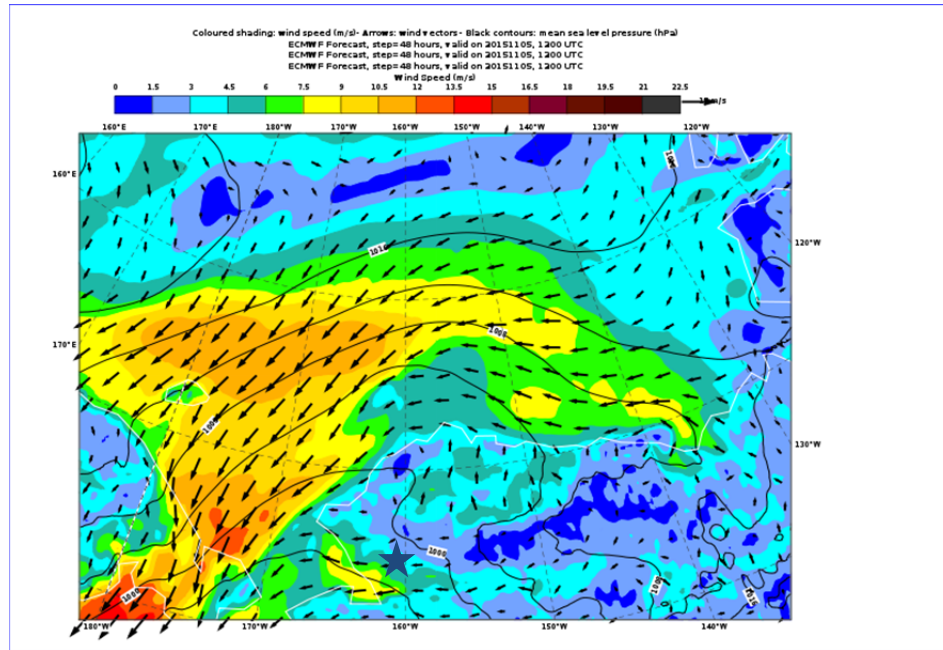 Coloured shading: wind speed (m/s)- Arrows: wind vectors - Black contours: mean sea level pressure (hPa)
ECMWF Forecast, step=48 hours, valid on 20151105, 1200 UTC
ECMWF Forecast, step=48 hours, valid on 20151105, 1200 UTC
ECMWF Forecast, step=48 hours, valid on 20151105, 1200 UTC
Wind Speed (m/s)
0 1.5 3 4.5 6 7.5 9 10.5 12 13.5 15 16.5 18 19.5 21 22.5
m/s
160°E 170°E 180°W 170°W 160°W 150°W 140°W 130°W 120°W
160°E
120°W
1016
1008
170°E
1000
130°W
1000
1000
180°W 170°W 160°W 150°W 140°W